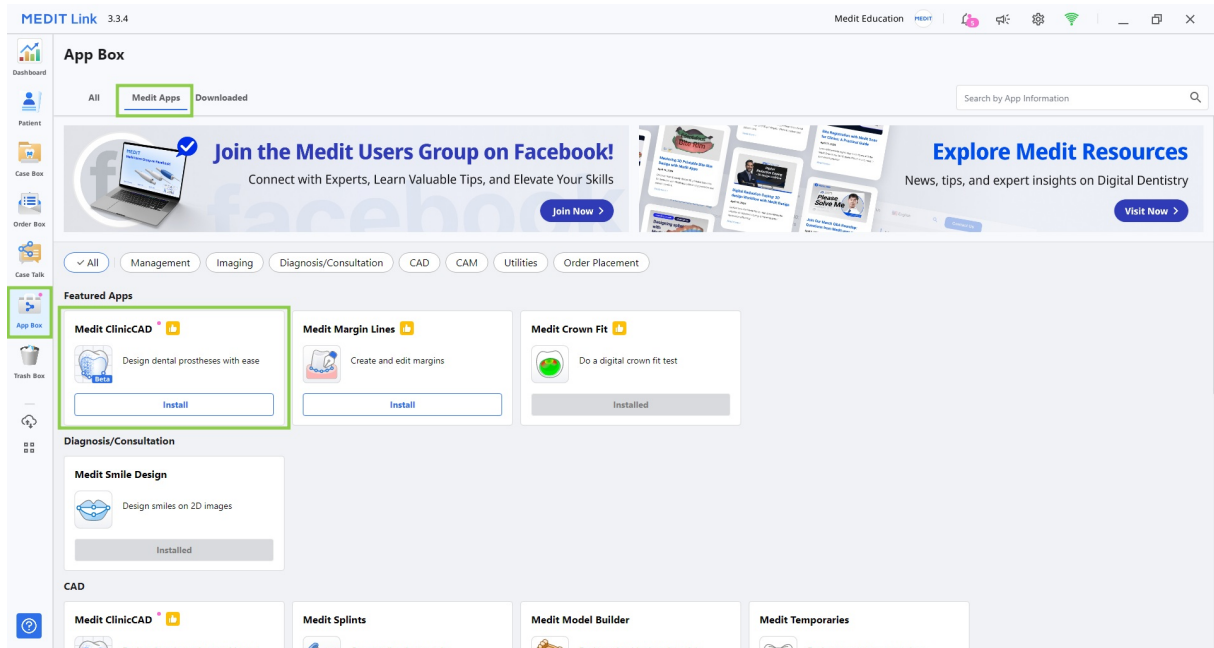 MEDIT Link 3.3.4
Medit Education MEDIT 5
Dashboard
Patient
Case Box
Order Box
Case Talk
App Box
Trash Box
App Box
All Medit Apps Downloaded
Search by App Information
Join the Medit Users Group on Facebook!
Connect with Experts, Learn Valuable Tips, and Elevate Your Skills
Join Now >
Explore Medit Resources
News, tips, and expert insights on Digital Dentistry
Visit Now >
Please
Solve Me
All Management Imaging Diagnosis/Consultation CAD CAM Utilities Order Placement
Featured Apps
Medit ClinicCAD
Design dental prostheses with ease
Beta
Install
Medit Margin Lines
Create and edit margins
Install
Medit Crown Fit
Do a digital crown fit test
Installed
Diagnosis/Consultation
Medit Smile Design
Design smiles on 2D images
Installed
CAD
Medit ClinicCAD
Medit Splints
Medit Model Builder
Medit Temporaries